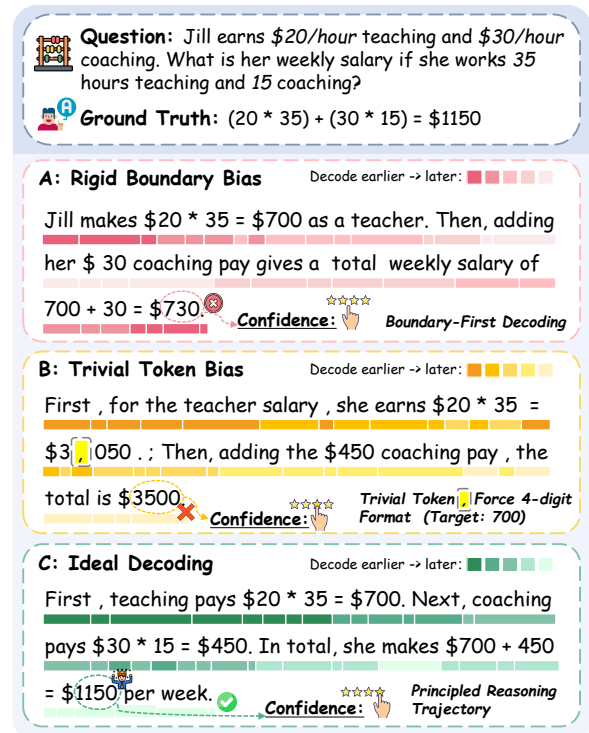 Question: Jill earns $20/hour teaching and $30/hour
coaching. What is her weekly salary if she works 35
hours teaching and 15 coaching?
A
Ground Truth: (20 * 35) + (30 * 15) = $1150
A: Rigid Boundary Bias
Decode earlier -> later:
Jill makes $20 * 35 = $700 as a teacher. Then, adding
her $ 30 coaching pay gives a total weekly salary of
700 + 30 = $730.
Confidence:
Boundary-First Decoding
B: Trivial Token Bias
Decode earlier -> later:
First , for the teacher salary , she earns $20 * 35 =
$3 , 050 . ; Then, adding the $450 coaching pay , the
total is $3500.
Confidence:
Trivial Token , Force 4-digit
Format (Target: 700)
C: Ideal Decoding
Decode earlier -> later:
First , teaching pays $20 * 35 = $700. Next, coaching
pays $30 * 15 = $450. In total, she makes $700 + 450
= $1150 per week.
Confidence:
Principled Reasoning
Trajectory